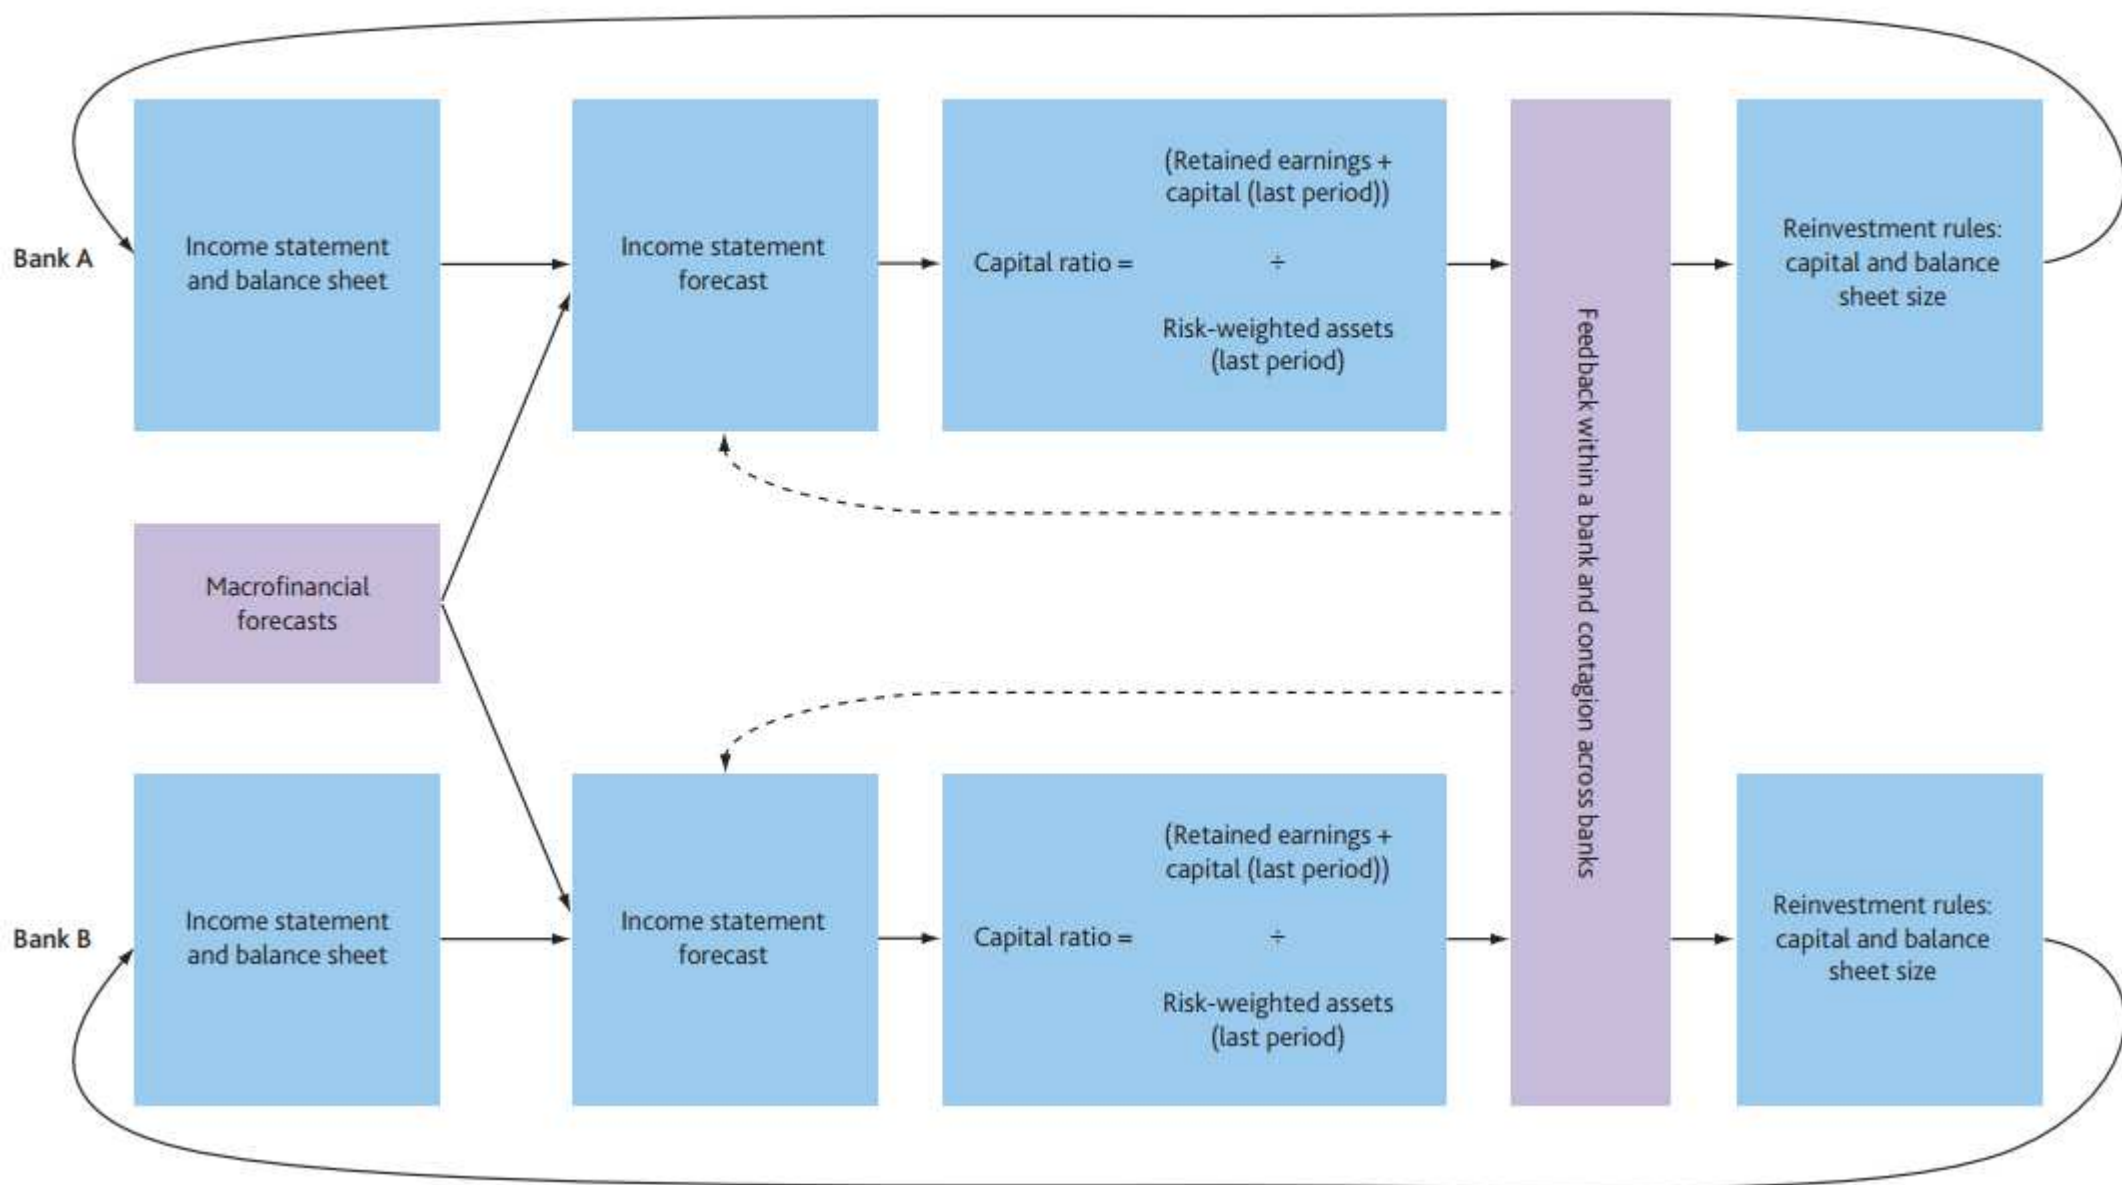 Bank A
Income statement
and balance sheet
Income statement
forecast
Capital ratio =
(Retained earnings +
capital (last period))
÷
Risk-weighted assets
(last period)
Feedback within a bank and contagion across banks
Reinvestment rules:
capital and balance
sheet size
Macrofinancial
forecasts
Bank B
Income statement
and balance sheet
Income statement
forecast
Capital ratio =
(Retained earnings +
capital (last period))
÷
Risk-weighted assets
(last period)
Reinvestment rules:
capital and balance
sheet size